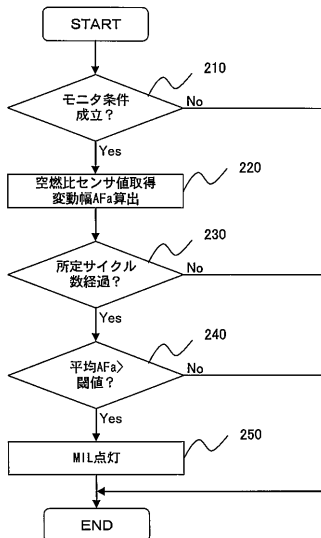 START
210
モニタ条件
成立？
No
Yes
220
空燃比センサ値取得
変動幅AFa算出
230
所定サイクル
数経過？
No
Yes
240
平均AFa>
閾値？
No
Yes
250
MIL点灯
END